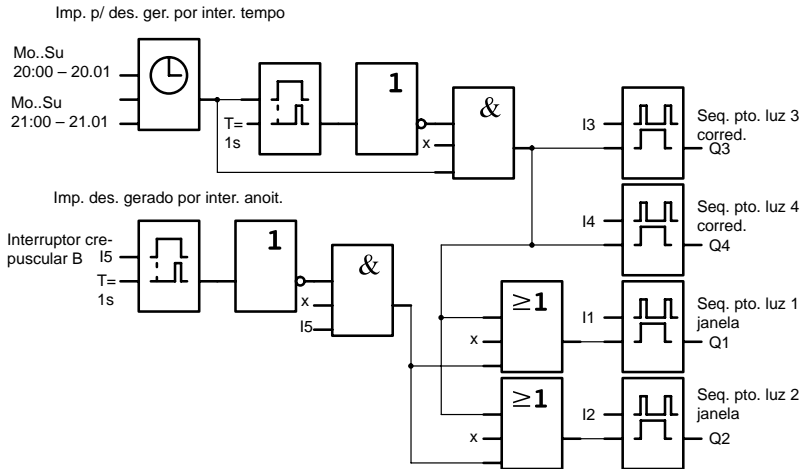 Imp. p/ des. ger. por inter. tempo
Mo..Su
20:00 – 20.01
Mo..Su
21:00 – 21.01
T=
1s
1
x
&
I3
Seq. pto. luz 3
corred.
Q3
I4
Seq. pto. luz 4
corred.
Q4
Imp. des. gerado por inter. anoit.
Interruptor cre-
puscular B
I5
T=
1s
1
x
I5
&
≥1
x
I1
Seq. pto. luz 1
janela
Q1
≥1
x
I2
Seq. pto. luz 2
janela
Q2